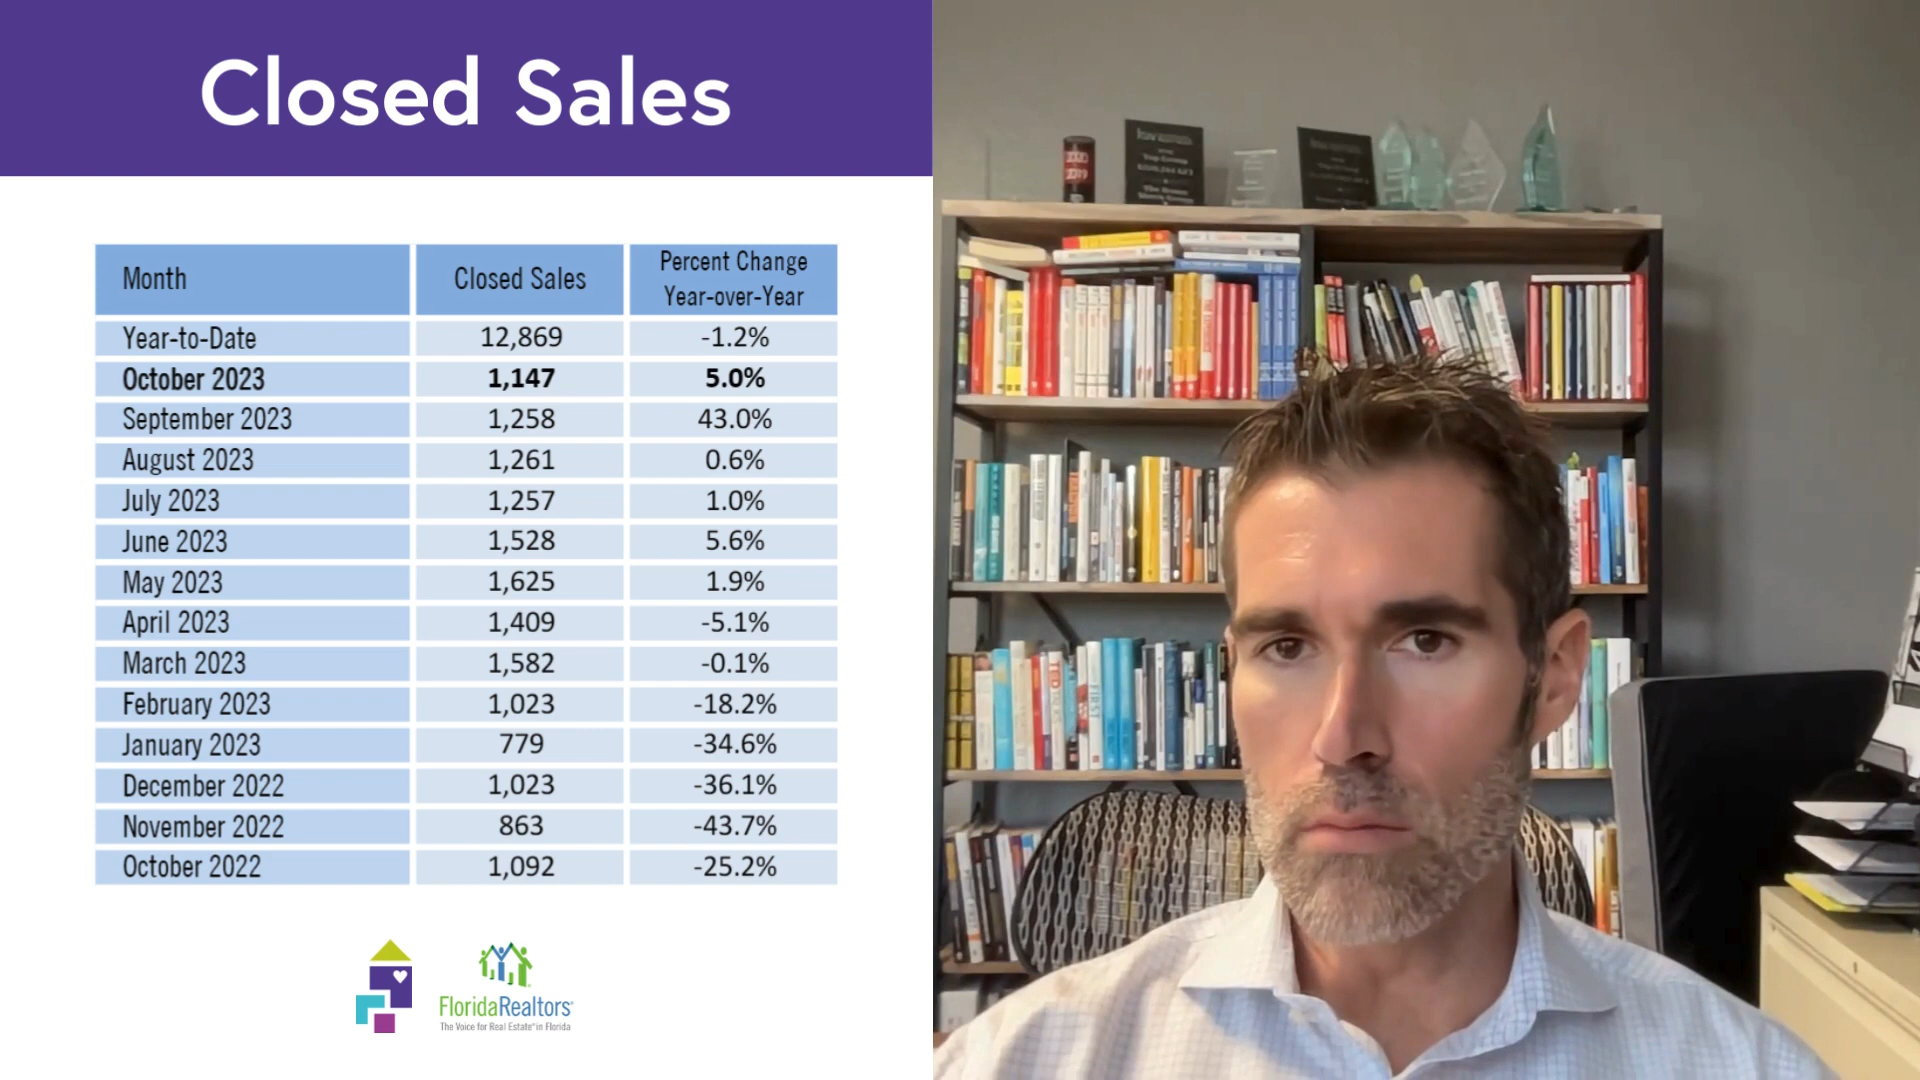 Closed Sales
Month Closed Sales Percent Change Year-over-Year
Year-to-Date 12,869 -1.2%
October 2023 1,147 5.0%
September 2023 1,258 43.0%
August 2023 1,261 0.6%
July 2023 1,257 1.0%
June 2023 1,528 5.6%
May 2023 1,625 1.9%
April 2023 1,409 -5.1%
March 2023 1,582 -0.1%
February 2023 1,023 -18.2%
January 2023 779 -34.6%
December 2022 1,023 -36.1%
November 2022 863 -43.7%
October 2022 1,092 -25.2%
FloridaRealtors®
The Voice for Real Estate® in Florida
FIRST